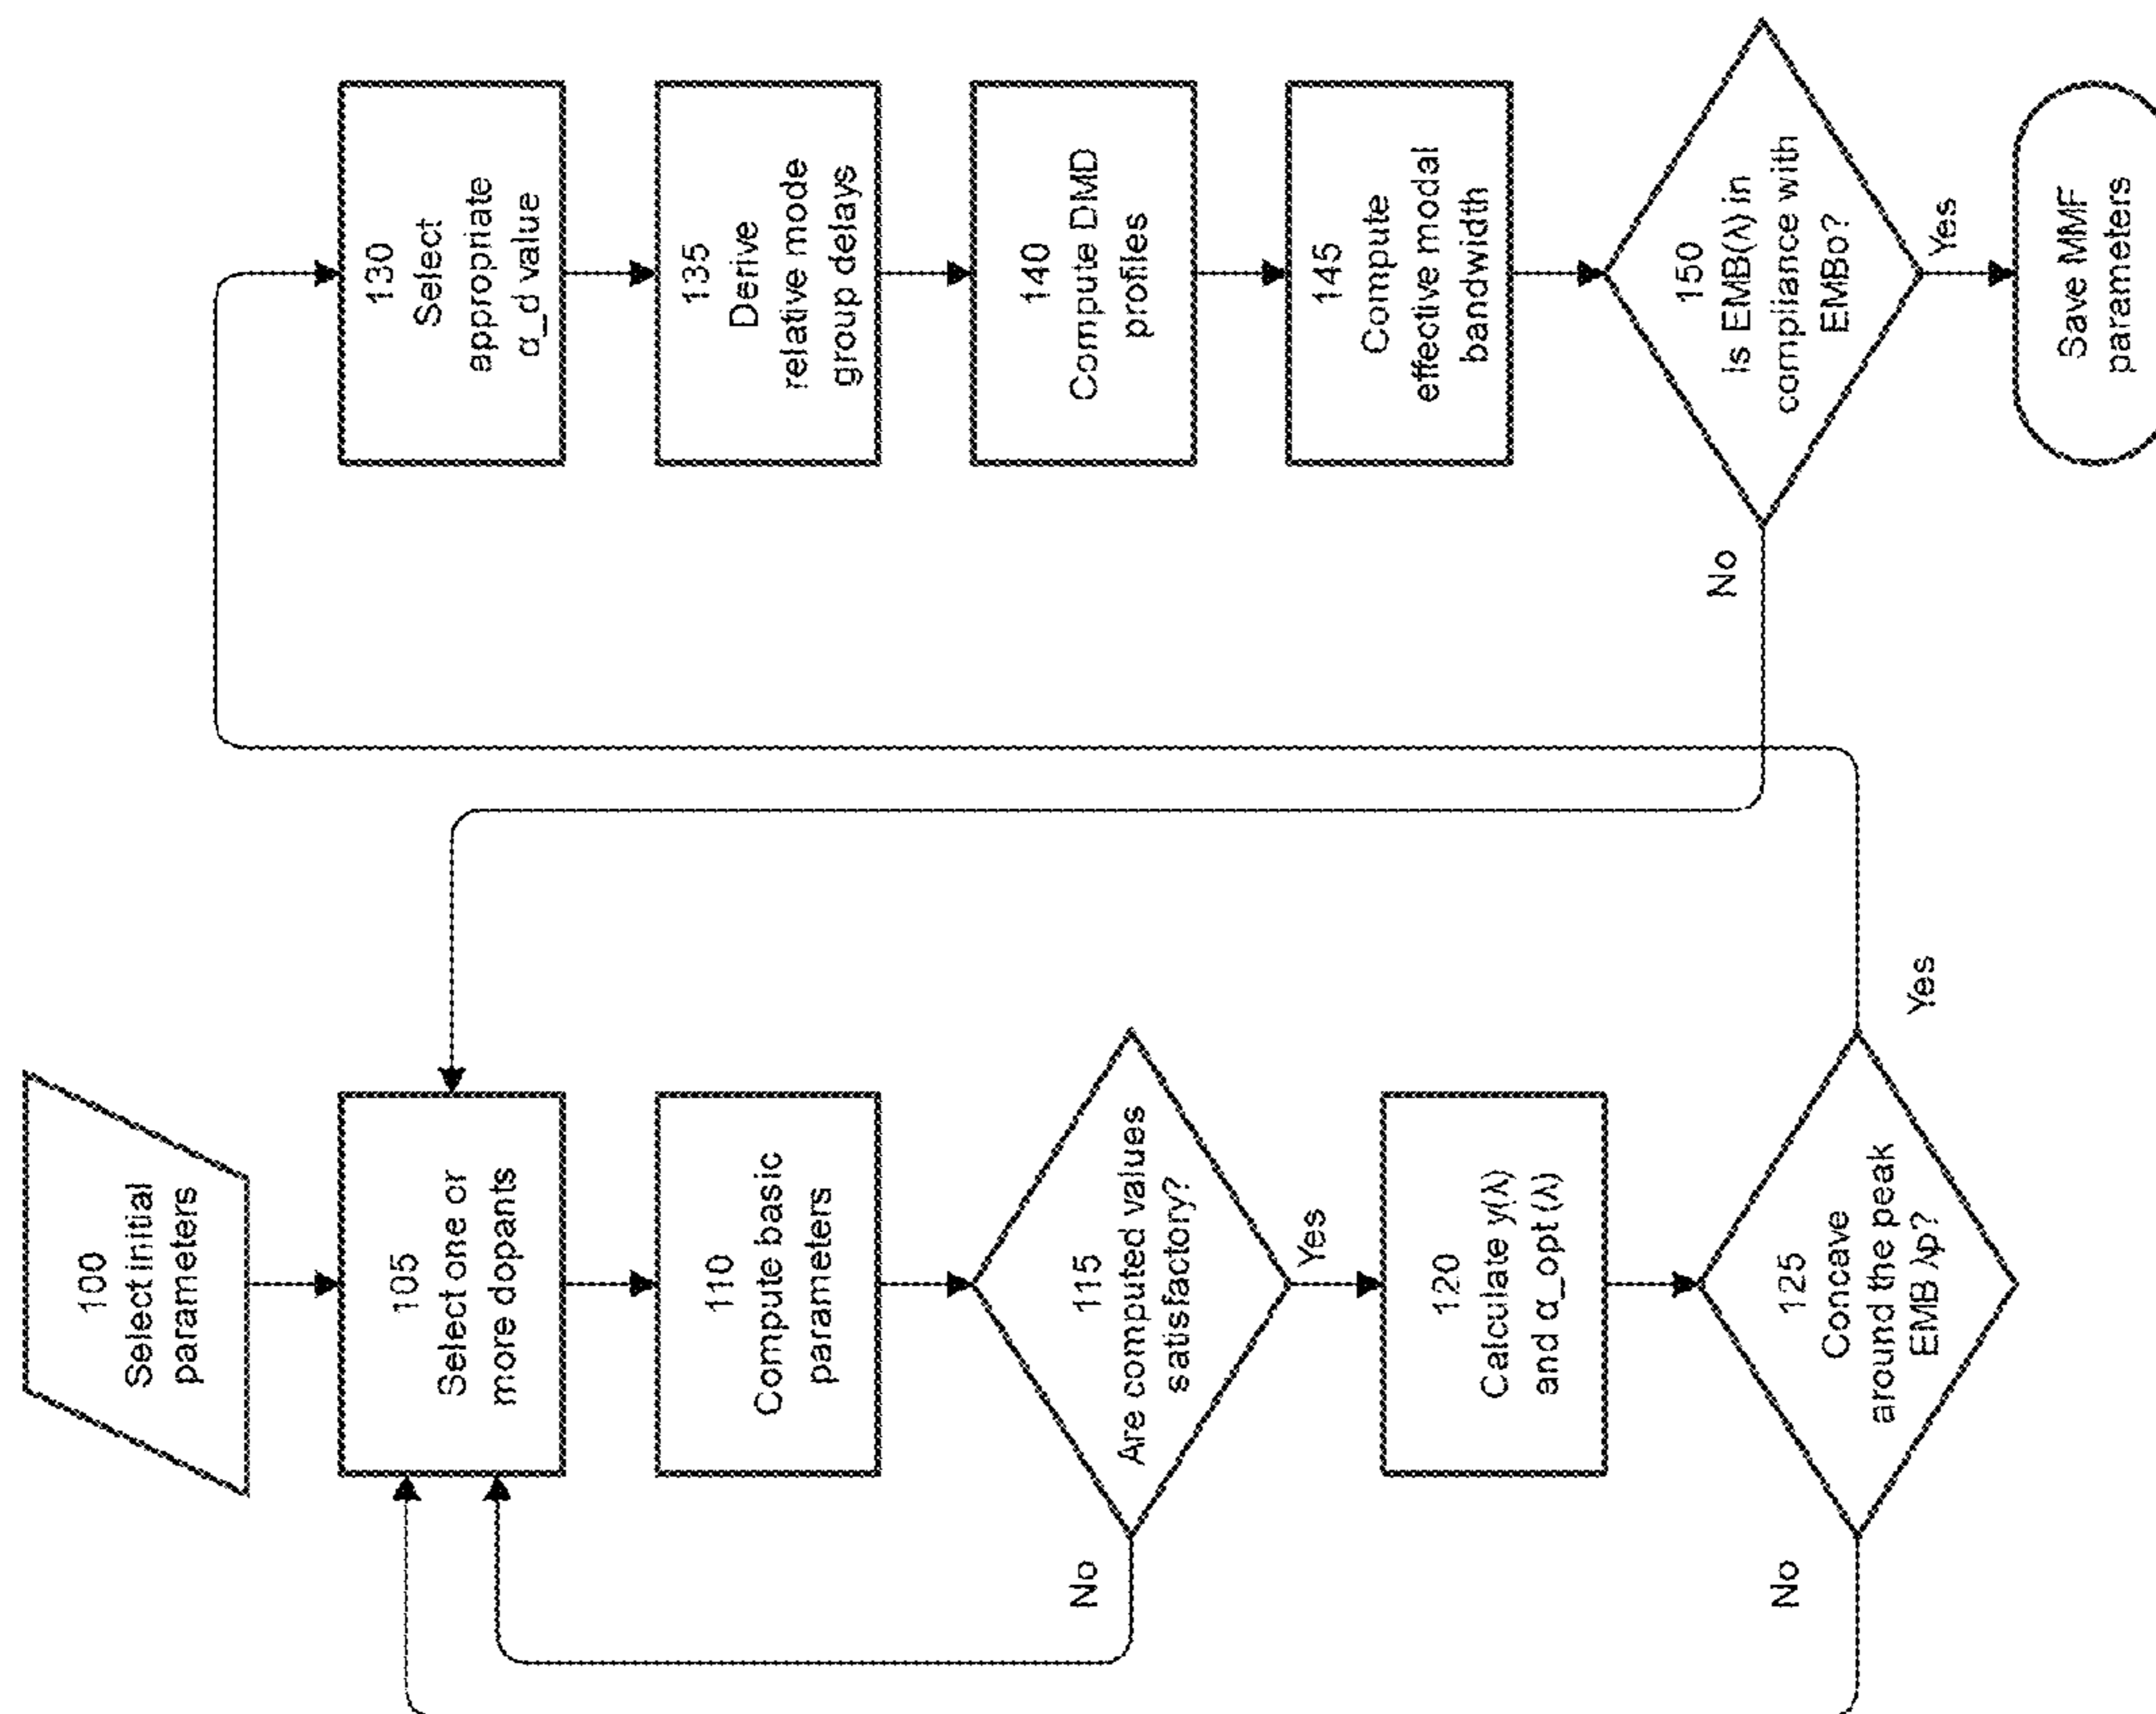 100
Select initial
parameters
105
Select one or
more dopants
110
Compute basic
parameters
115
Are computed values
satisfactory?
No
Yes
120
Calculate y(λ)
and α_opt (λ)
125
Concave
around the peak
EMB λp?
No
Yes
130
Select
appropriate
α_d value
135
Derive
relative mode
group delays
140
Compute DMD
profiles
145
Compute
effective modal
bandwidth
150
Is EMB(λ) in
compliance with
EMBo?
No
Yes
Save MMF
parameters